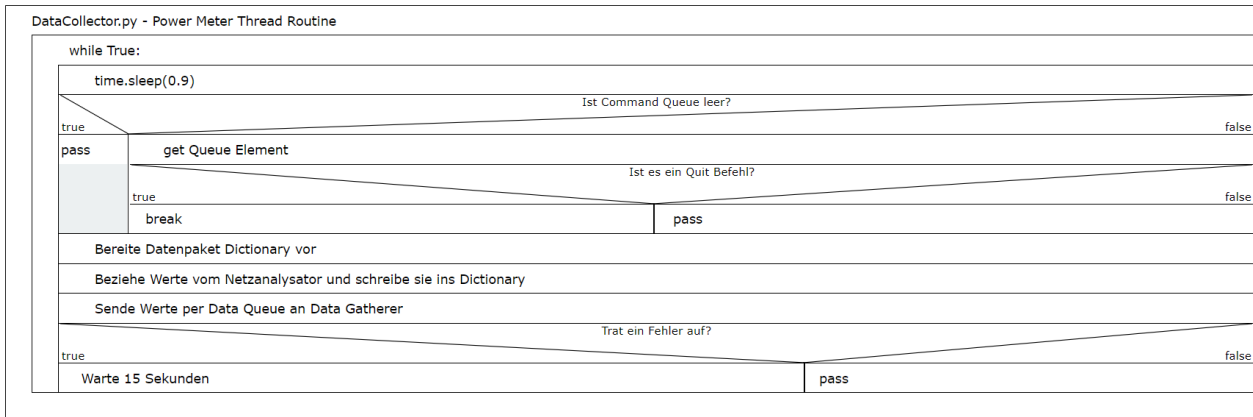 DataCollector.py - Power Meter Thread Routine
while True:
time.sleep(0.9)
Ist Command Queue leer?
true
false
pass
get Queue Element
Ist es ein Quit Befehl?
true
false
break
pass
Bereite Datenpaket Dictionary vor
Beziehe Werte vom Netzanalysator und schreibe sie ins Dictionary
Sende Werte per Data Queue an Data Gatherer
Trat ein Fehler auf?
true
false
Warte 15 Sekunden
pass